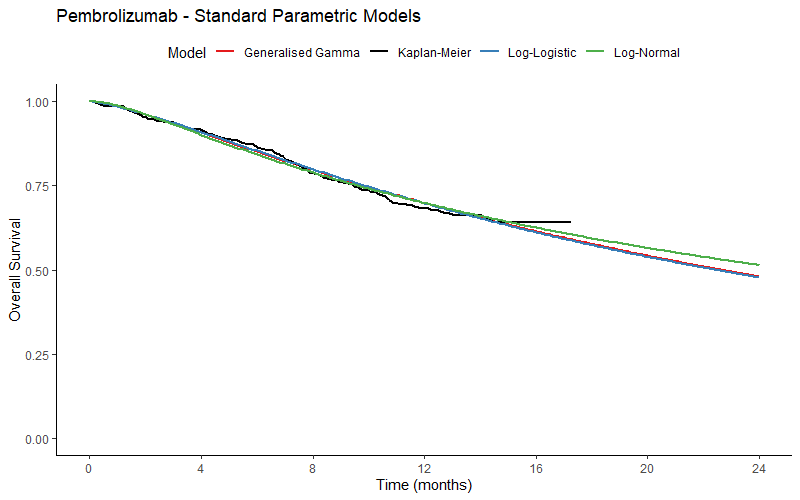 Pembrolizumab - Standard Parametric Models
Model Generalised Gamma Kaplan-Meier Log-Logistic Log-Normal
1.00
0.75
0.50
0.25
0.00
Overall Survival
0 4 8 12 16 20 24
Time (months)